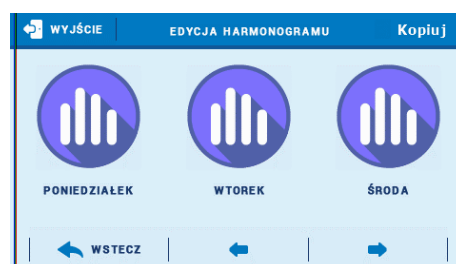 WYJŚCIE EDYCJA HARMONOGRAMU Kopiuj
PONIEDZIAŁEK WTOREK ŚRODA
WSTECZ